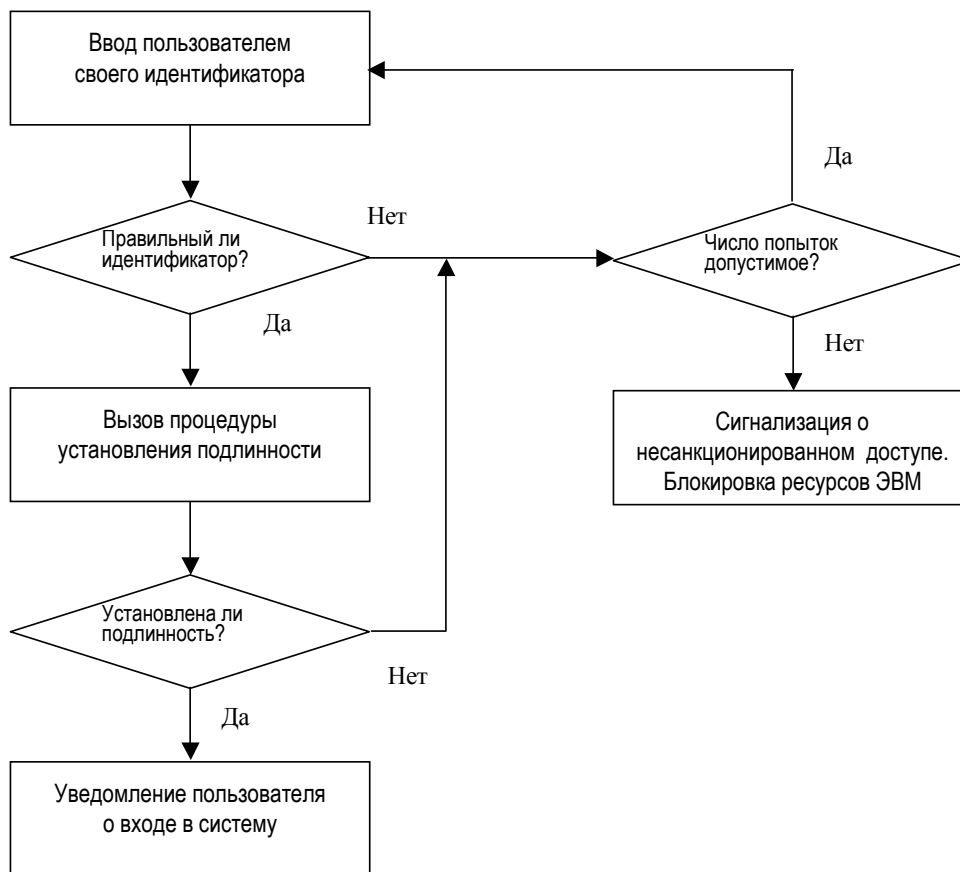 Ввод пользователем
своего идентификатора
Да
Нет
Правильный ли
идентификатор?
Число попыток
допустимое?
Да
Нет
Вызов процедуры
установления подлинности
Сигнализация о
несанкционированном доступе.
Блокировка ресурсов ЭВМ
Установлена ли
подлинность?
Нет
Да
Уведомление пользователя
о входе в систему